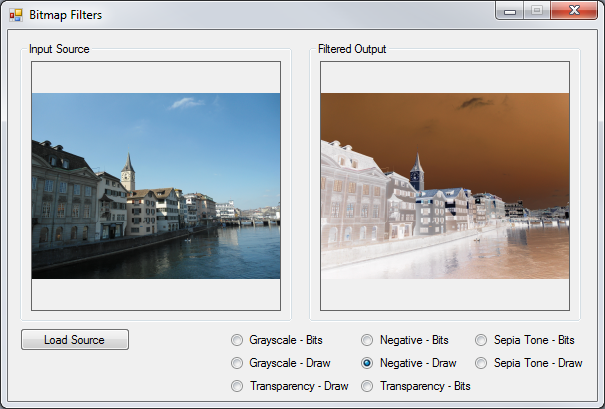 Bitmap Filters
Input Source
Filtered Output
Load Source
Grayscale - Bits
Negative - Bits
Sepia Tone - Bits
Grayscale - Draw
Negative - Draw
Sepia Tone - Draw
Transparency - Draw
Transparency - Bits